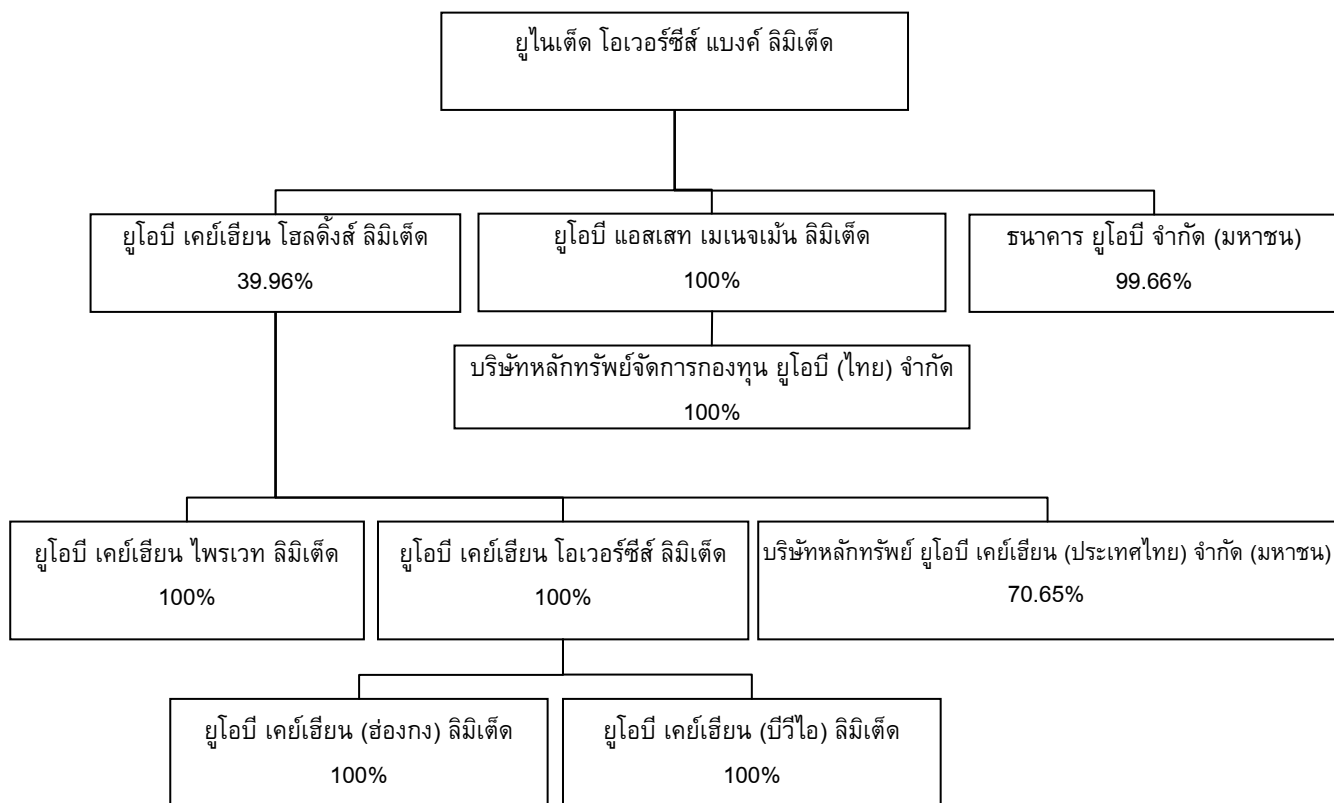 ยูไนเต็ด โอเวอร์ซีส์ แบงค์ ลิมิเต็ด
ยูโอบี เคย์เฮียน โฮลดิ้งส์ ลิมิเต็ด
39.96%
ยูโอบี แอสเสท เมเนจเม้น ลิมิเต็ด
100%
ธนาคาร ยูโอบี จำกัด (มหาชน)
99.66%
บริษัทหลักทรัพย์จัดการกองทุน ยูโอบี (ไทย) จำกัด
100%
ยูโอบี เคย์เฮียน ไพรเวท ลิมิเต็ด
100%
ยูโอบี เคย์เฮียน โอเวอร์ซีส์ ลิมิเต็ด
100%
บริษัทหลักทรัพย์ ยูโอบี เคย์เฮียน (ประเทศไทย) จำกัด (มหาชน)
70.65%
ยูโอบี เคย์เฮียน (ฮ่องกง) ลิมิเต็ด
100%
ยูโอบี เคย์เฮียน (บีวีไอ) ลิมิเต็ด
100%